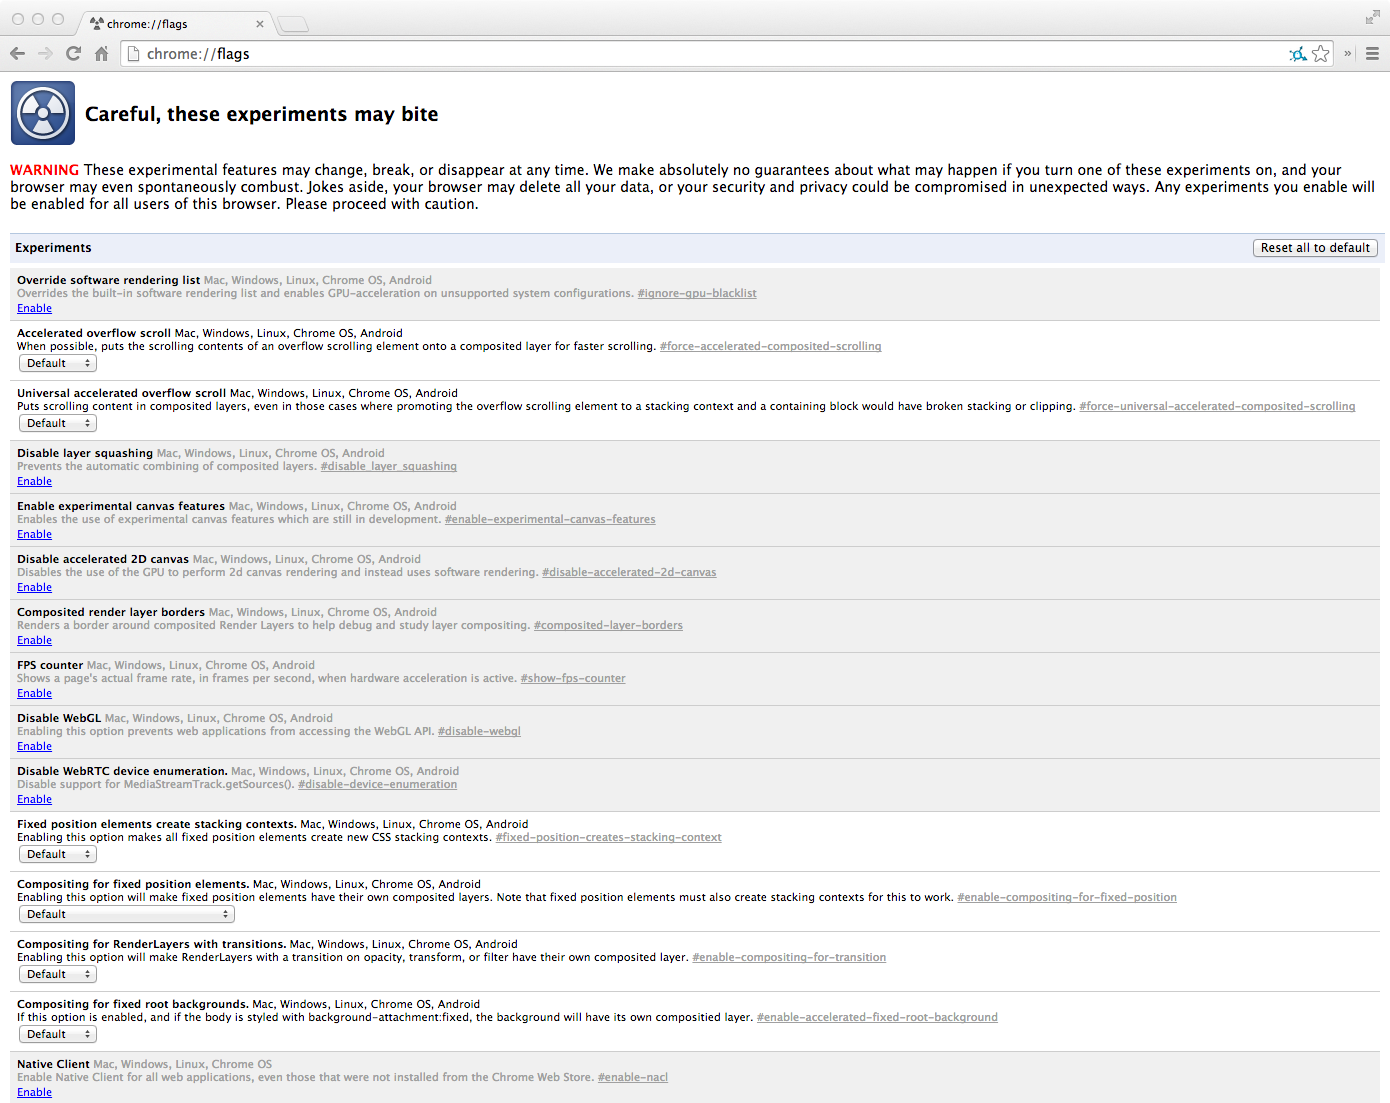 chrome://flags
chrome://flags
Careful, these experiments may bite
WARNING These experimental features may change, break, or disappear at any time. We make absolutely no guarantees about what may happen if you turn one of these experiments on, and your
browser may even spontaneously combust. Jokes aside, your browser may delete all your data, or your security and privacy could be compromised in unexpected ways. Any experiments you enable will
be enabled for all users of this browser. Please proceed with caution.
Experiments Reset all to default
Override software rendering list Mac, Windows, Linux, Chrome OS, Android
Overrides the built-in software rendering list and enables GPU-acceleration on unsupported system configurations. #ignore-gpu-blacklist
Enable
Accelerated overflow scroll Mac, Windows, Linux, Chrome OS, Android
When possible, puts the scrolling contents of an overflow scrolling element onto a composited layer for faster scrolling. #force-accelerated-composited-scrolling
Default
Universal accelerated overflow scroll Mac, Windows, Linux, Chrome OS, Android
Puts scrolling content in composited layers, even in those cases where promoting the overflow scrolling element to a stacking context and a containing block would have broken stacking or clipping. #force-universal-accelerated-composited-scrolling
Default
Disable layer squashing Mac, Windows, Linux, Chrome OS, Android
Prevents the automatic combining of composited layers. #disable_layer_squashing
Enable
Enable experimental canvas features Mac, Windows, Linux, Chrome OS, Android
Enables the use of experimental canvas features which are still in development. #enable-experimental-canvas-features
Enable
Disable accelerated 2D canvas Mac, Windows, Linux, Chrome OS, Android
Disables the use of the GPU to perform 2d canvas rendering and instead uses software rendering. #disable-accelerated-2d-canvas
Enable
Composited render layer borders Mac, Windows, Linux, Chrome OS, Android
Renders a border around composited Render Layers to help debug and study layer compositing. #composited-layer-borders
Enable
FPS counter Mac, Windows, Linux, Chrome OS, Android
Shows a page's actual frame rate, in frames per second, when hardware acceleration is active. #show-fps-counter
Enable
Disable WebGL Mac, Windows, Linux, Chrome OS, Android
Enabling this option prevents web applications from accessing the WebGL API. #disable-webgl
Enable
Disable WebRTC device enumeration. Mac, Windows, Linux, Chrome OS, Android
Disable support for MediaStreamTrack.getSources(). #disable-device-enumeration
Enable
Fixed position elements create stacking contexts. Mac, Windows, Linux, Chrome OS, Android
Enabling this option makes all fixed position elements create new CSS stacking contexts. #fixed-position-creates-stacking-context
Default
Compositing for fixed position elements. Mac, Windows, Linux, Chrome OS, Android
Enabling this option will make fixed position elements have their own composited layers. Note that fixed position elements must also create stacking contexts for this to work. #enable-compositing-for-fixed-position
Default
Compositing for RenderLayers with transitions. Mac, Windows, Linux, Chrome OS, Android
Enabling this option will make RenderLayers with a transition on opacity, transform, or filter have their own composited layer. #enable-compositing-for-transition
Default
Compositing for fixed root backgrounds. Mac, Windows, Linux, Chrome OS, Android
If this option is enabled, and if the body is styled with background-attachment:fixed, the background will have its own compositied layer. #enable-accelerated-fixed-root-background
Default
Native Client Mac, Windows, Linux, Chrome OS
Enable Native Client for all web applications, even those that were not installed from the Chrome Web Store. #enable-nacl
Enable